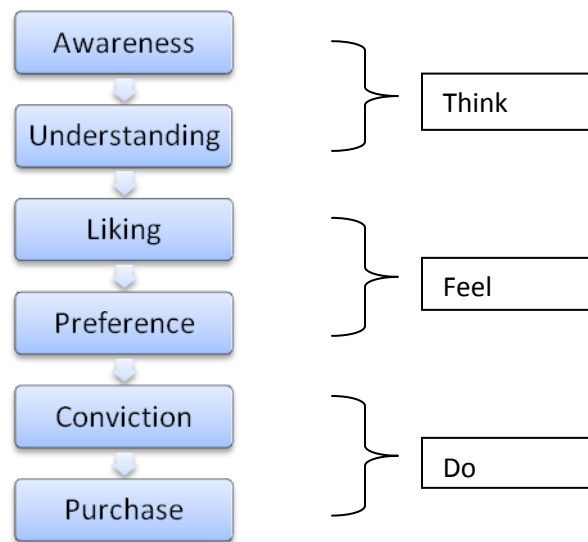 Awareness
Understanding
Think
Liking
Preference
Feel
Conviction
Purchase
Do